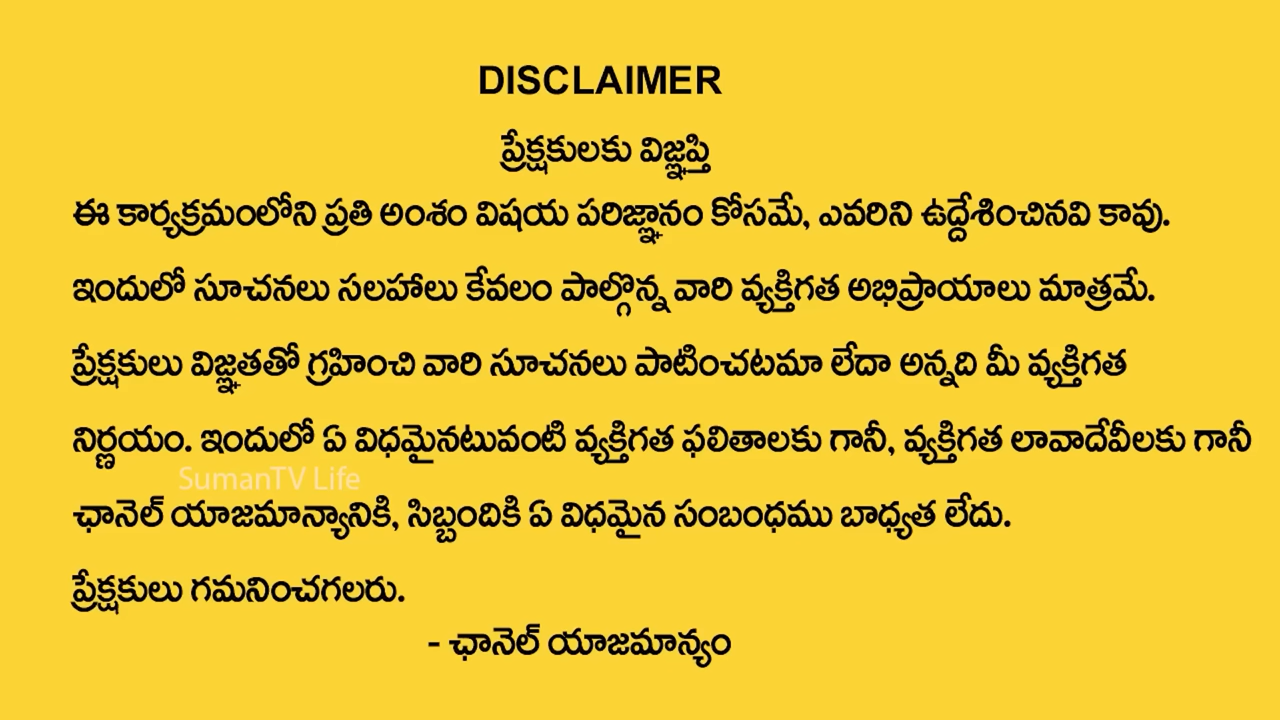 DISCLAIMER
ప్రేక్షకులకు విజ్ఞప్తి
ఈ కార్యక్రమంలోని ప్రతి అంశం విషయ పరిజ్ఞానం కోసమే, ఎవరిని ఉద్దేశించినవి కావు.
ఇందులో సూచనలు సలహాలు కేవలం పాల్గొన్న వారి వ్యక్తిగత అభిప్రాయాలు మాత్రమే.
ప్రేక్షకులు విజ్ఞతతో గ్రహించి వారి సూచనలు పాటించటమా లేదా అన్నది మీ వ్యక్తిగత
నిర్ణయం. ఇందులో ఏ విధమైనటువంటి వ్యక్తిగత ఫలితాలకు గానీ, వ్యక్తిగత లావాదేవీలకు గానీ
SumanTV Life
ఛానెల్ యాజమాన్యానికి, సిబ్బందికి ఏ విధమైన సంబంధము బాధ్యత లేదు.
ప్రేక్షకులు గమనించగలరు.
- ఛానెల్ యాజమాన్యం